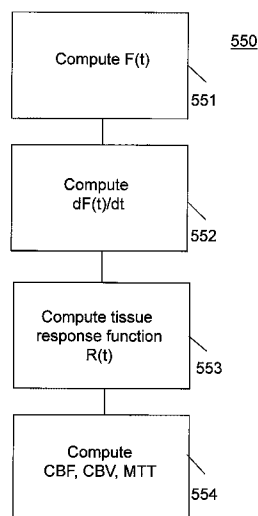 Compute F(t)
550
551
Compute
dF(t)/dt
552
Compute tissue
response function
R(t)
553
Compute
CBF, CBV, MTT
554